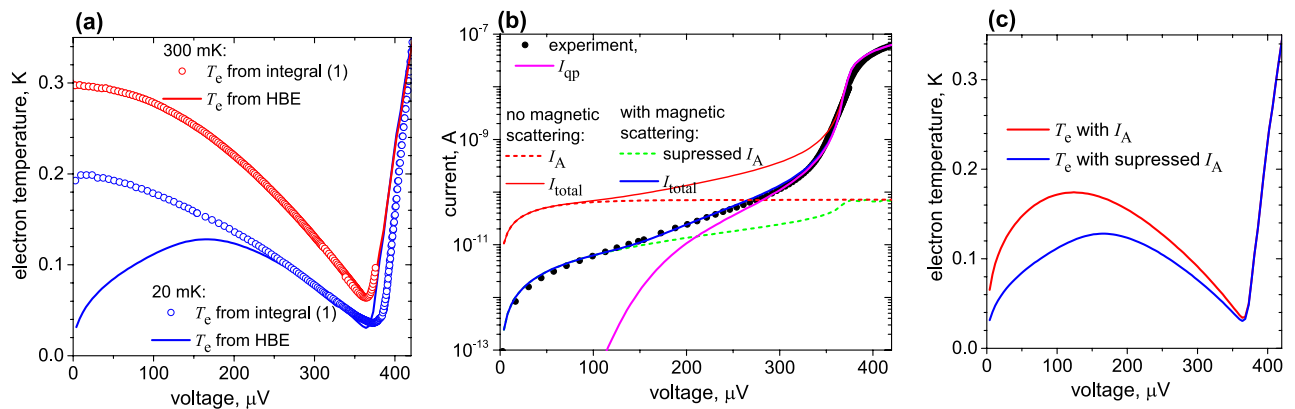 (a)
electron temperature, K
0.3
0.2
0.1
0.0
300 mK:
Te from integral (1)
Te from HBE
20 mK:
Te from integral (1)
Te from HBE
0 100 200 300 400
voltage, μV
(b)
current, A
10-7
10-9
10-11
10-13
experiment,
Iqp
no magnetic
scattering:
IA
Itotal
with magnetic
scattering:
supressed IA
Itotal
0 100 200 300 400
voltage, μV
(c)
electron temperature, K
0.3
0.2
0.1
0.0
Te with IA
Te with supressed IA
0 100 200 300 400
voltage, μV